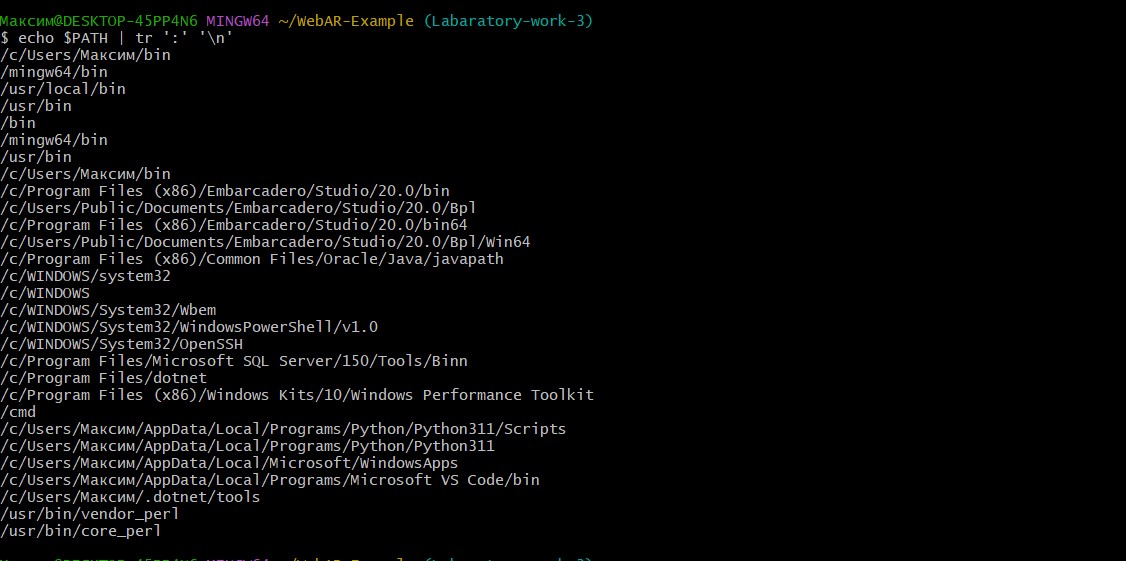 Максим@DESKTOP-45PP4N6 MINGW64 ~/WebAR-Example (Labaratory-work-3)
$ echo $PATH | tr ':' '\n'
/c/Users/Максим/bin
/mingw64/bin
/usr/local/bin
/usr/bin
/bin
/mingw64/bin
/usr/bin
/c/Users/Максим/bin
/c/Program Files (x86)/Embarcadero/Studio/20.0/bin
/c/Users/Public/Documents/Embarcadero/Studio/20.0/Bpl
/c/Program Files (x86)/Embarcadero/Studio/20.0/bin64
/c/Users/Public/Documents/Embarcadero/Studio/20.0/Bpl/Win64
/c/Program Files (x86)/Common Files/Oracle/Java/javapath
/c/WINDOWS/system32
/c/WINDOWS
/c/WINDOWS/System32/Wbem
/c/WINDOWS/System32/WindowsPowerShell/v1.0
/c/WINDOWS/System32/OpenSSH
/c/Program Files/Microsoft SQL Server/150/Tools/Binn
/c/Program Files/dotnet
/c/Program Files (x86)/Windows Kits/10/Windows Performance Toolkit
/cmd
/c/Users/Максим/AppData/Local/Programs/Python/Python311/Scripts
/c/Users/Максим/AppData/Local/Programs/Python/Python311
/c/Users/Максим/AppData/Local/Microsoft/WindowsApps
/c/Users/Максим/AppData/Local/Programs/Microsoft VS Code/bin
/c/Users/Максим/.dotnet/tools
/usr/bin/vendor_perl
/usr/bin/core_perl